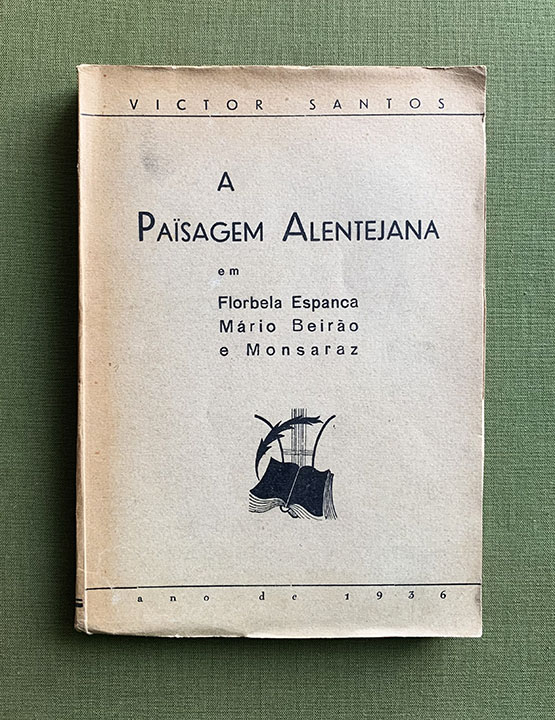 VICTOR SANTOS
A
PAÏSAGEM ALENTEJANA
em
Florbela Espanca
Mário Beirão
e Monsaraz
ano de 1936